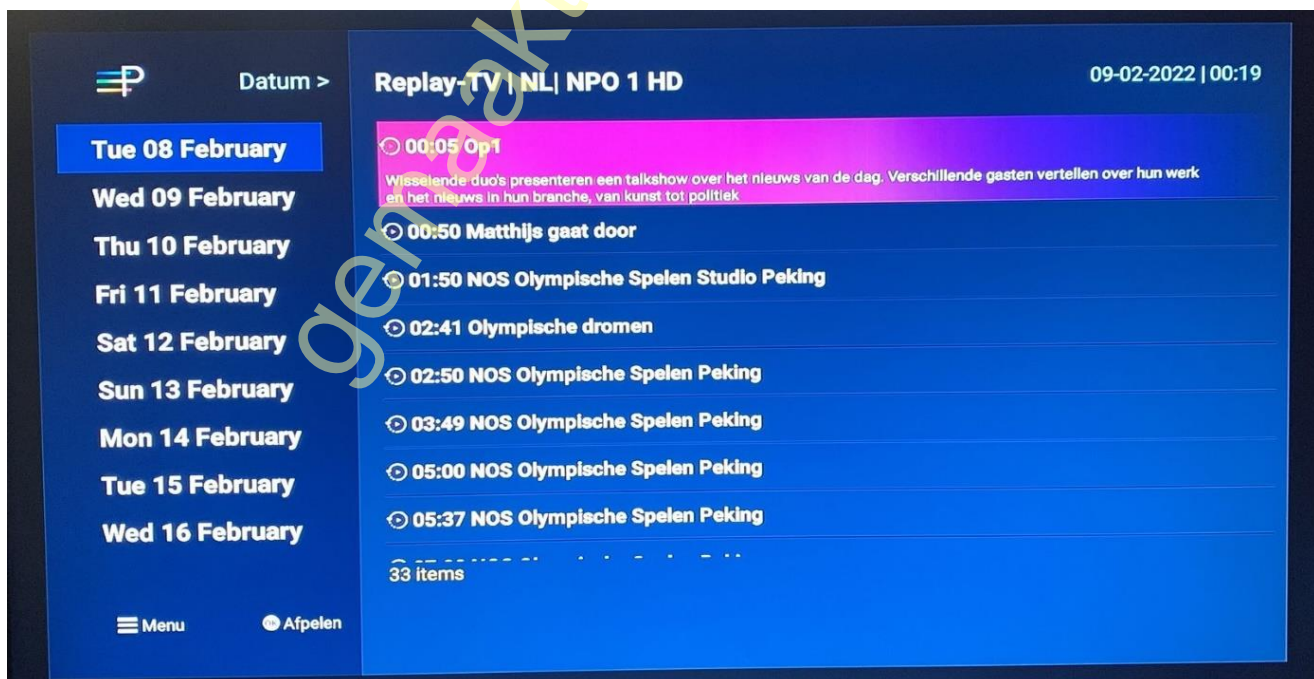 Datum >
Replay-TV | NL| NPO 1 HD
09-02-2022 | 00:19
Tue 08 February
Wed 09 February
Thu 10 February
Fri 11 February
Sat 12 February
Sun 13 February
Mon 14 February
Tue 15 February
Wed 16 February
00:05 Op1
Wisselende duo's presenteren een talkshow over het nieuws van de dag. Verschillende gasten vertellen over hun werk
en het nieuws in hun branche, van kunst tot politiek
00:50 Matthijs gaat door
01:50 NOS Olympische Spelen Studio Peking
02:41 Olympische dromen
02:50 NOS Olympische Spelen Peking
03:49 NOS Olympische Spelen Peking
05:00 NOS Olympische Spelen Peking
05:37 NOS Olympische Spelen Peking
33 items
Menu
OK Afpelen
gemaakt